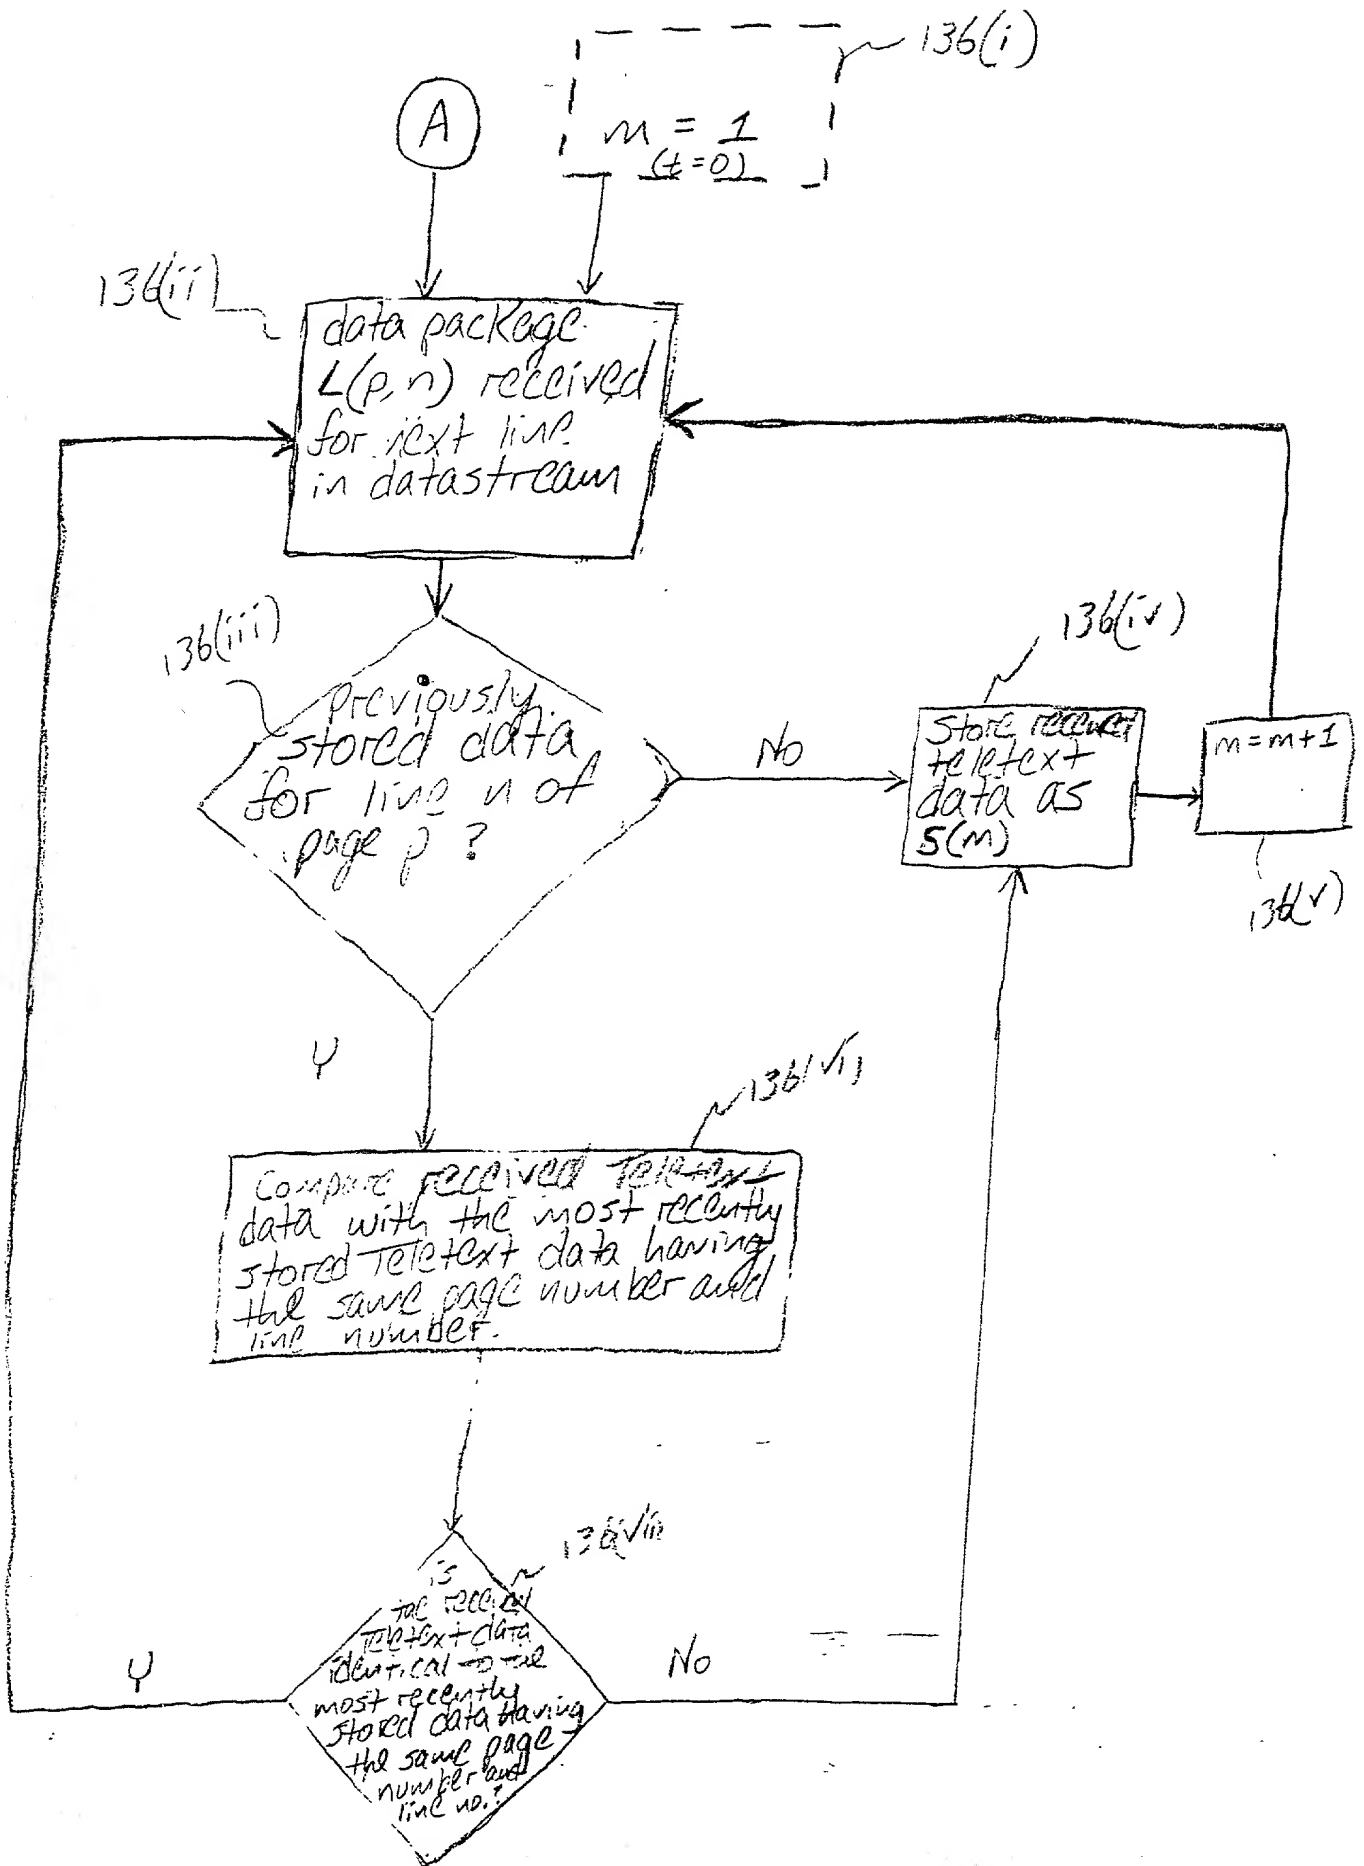 136(i)
A
m = 1
(t=0)
136(ii)
data package
L(p,n) received
for next line
in datastream
136(iii)
previously
stored data
for line n of
page p ?
No
136(iv)
Store received
teletext
data as
S(m)
m=m+1
136(v)
Y
136(vi)
Compare received Teletext
data with the most recently
stored Teletext data having
the same page number and
line number.
136(vii)
is
the received
Teletext data
identical to the
most recently
stored data having
the same page
number and
line no.?
Y
No